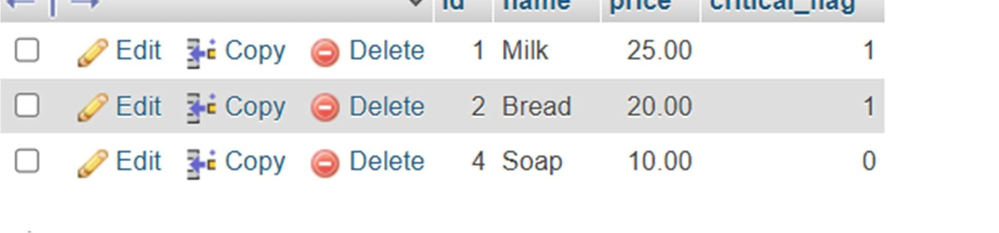 id name price critical_flag
Edit Copy Delete 1 Milk 25.00 1
Edit Copy Delete 2 Bread 20.00 1
Edit Copy Delete 4 Soap 10.00 0